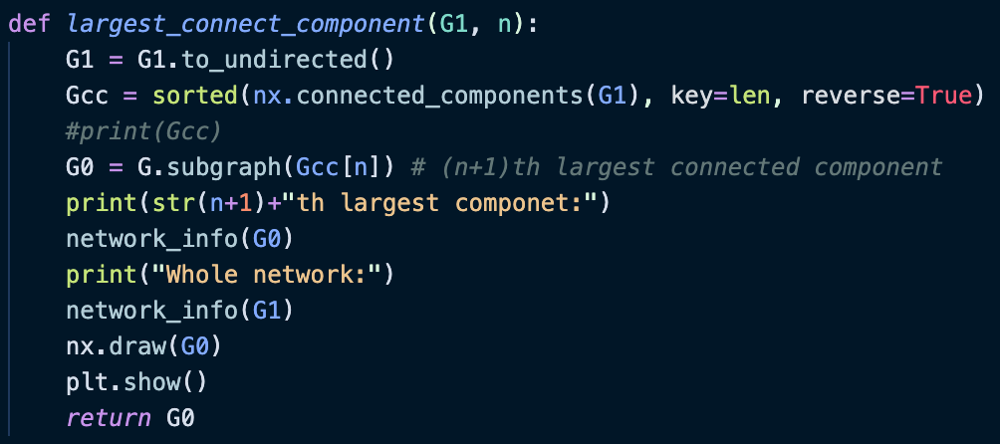 def largest_connect_component(G1, n):
    G1 = G1.to_undirected()
    Gcc = sorted(nx.connected_components(G1), key=len, reverse=True)
    #print(Gcc)
    G0 = G.subgraph(Gcc[n]) # (n+1)th largest connected component
    print(str(n+1)+"th largest componet:")
    network_info(G0)
    print("Whole network:")
    network_info(G1)
    nx.draw(G0)
    plt.show()
    return G0